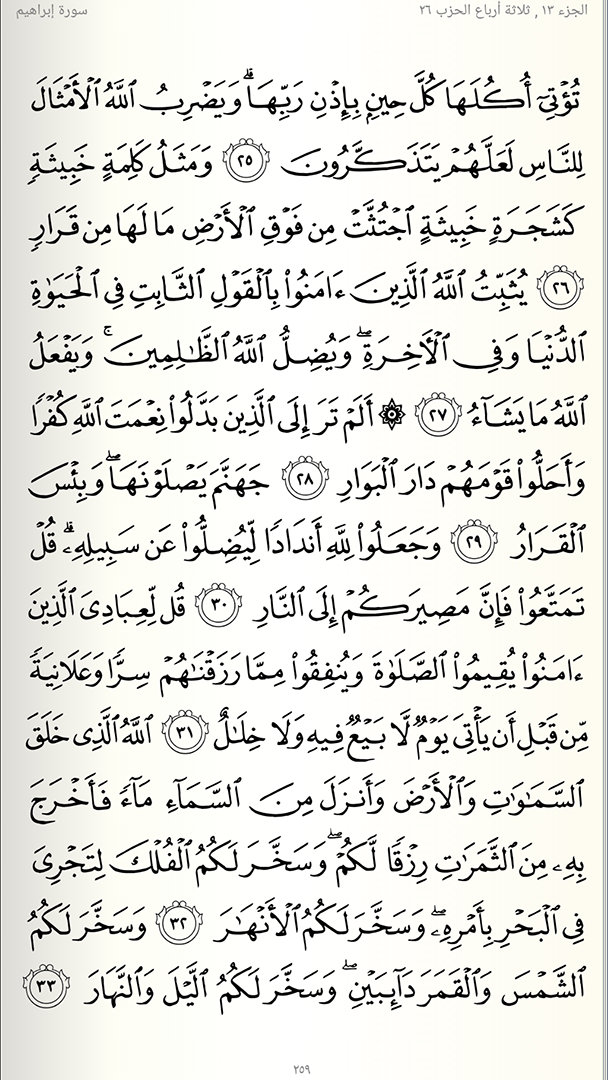 الجزء ١٣ , ثلاثة أرباع الحزب ٢٦
سورة إبراهيم
تُؤۡتِيٓ أُكُلَهَا كُلَّ حِينِۭ بِإِذۡنِ رَبِّهَاۗ وَيَضۡرِبُ ٱللَّهُ ٱلۡأَمۡثَالَ
لِلنَّاسِ لَعَلَّهُمۡ يَتَذَكَّرُونَ ٢٥ وَمَثَلُ كَلِمَةٍ خَبِيثَةٖ
كَشَجَرَةٍ خَبِيثَةٍ ٱجۡتُثَّتۡ مِن فَوۡقِ ٱلۡأَرۡضِ مَا لَهَا مِن قَرَارٖ
٢٦ يُثَبِّتُ ٱللَّهُ ٱلَّذِينَ ءَامَنُواْ بِٱلۡقَوۡلِ ٱلثَّابِتِ فِي ٱلۡحَيَوٰةِ
ٱلدُّنۡيَا وَفِي ٱلۡأٓخِرَةِۖ وَيُضِلُّ ٱللَّهُ ٱلظَّٰلِمِينَۚ وَيَفۡعَلُ
ٱللَّهُ مَا يَشَآءُ ٢٧ ۞ أَلَمۡ تَرَ إِلَى ٱلَّذِينَ بَدَّلُواْ نِعۡمَتَ ٱللَّهِ كُفۡرٗا
وَأَحَلُّواْ قَوۡمَهُمۡ دَارَ ٱلۡبَوَارِ ٢٨ جَهَنَّمَ يَصۡلَوۡنَهَاۖ وَبِئۡسَ
ٱلۡقَرَارُ ٢٩ وَجَعَلُواْ لِلَّهِ أَندَادٗا لِّيُضِلُّواْ عَن سَبِيلِهِۦۗ قُلۡ
تَمَتَّعُواْ فَإِنَّ مَصِيرَكُمۡ إِلَى ٱلنَّارِ ٣٠ قُل لِّعِبَادِيَ ٱلَّذِينَ
ءَامَنُواْ يُقِيمُواْ ٱلصَّلَوٰةَ وَيُنفِقُواْ مِمَّا رَزَقۡنَٰهُمۡ سِرّٗا وَعَلَانِيَةٗ
مِّن قَبۡلِ أَن يَأۡتِيَ يَوۡمٞ لَّا بَيۡعٞ فِيهِ وَلَا خِلَٰلٌ ٣١ ٱللَّهُ ٱلَّذِي خَلَقَ
ٱلسَّمَٰوَٰتِ وَٱلۡأَرۡضَ وَأَنزَلَ مِنَ ٱلسَّمَآءِ مَآءٗ فَأَخۡرَجَ
بِهِۦ مِنَ ٱلثَّمَرَٰتِ رِزۡقٗا لَّكُمۡۖ وَسَخَّرَ لَكُمُ ٱلۡفُلۡكَ لِتَجۡرِيَ
فِي ٱلۡبَحۡرِ بِأَمۡرِهِۦۖ وَسَخَّرَ لَكُمُ ٱلۡأَنۡهَٰرَ ٣٢ وَسَخَّرَ لَكُمُ
ٱلشَّمۡسَ وَٱلۡقَمَرَ دَآئِبَيۡنِۖ وَسَخَّرَ لَكُمُ ٱلَّيۡلَ وَٱلنَّهَارَ ٣٣
٢٥٩